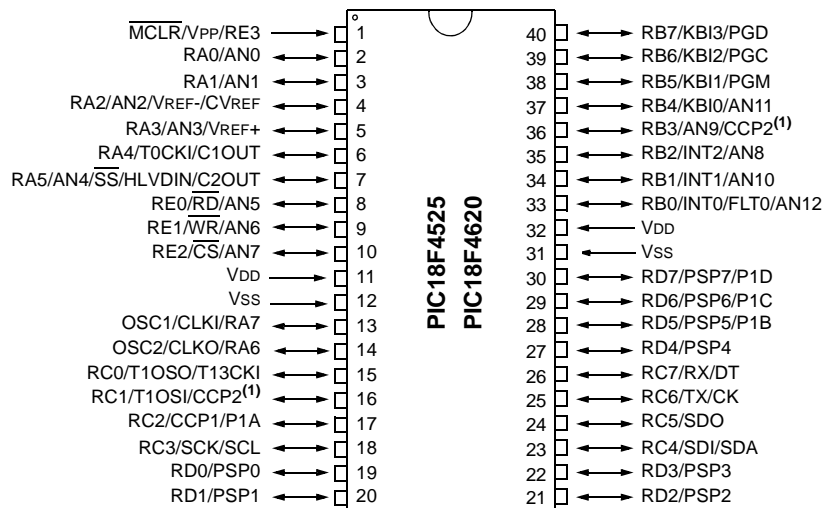 MCLR/VPP/RE3 1 40 RB7/KBI3/PGD
RA0/AN0 2 39 RB6/KBI2/PGC
RA1/AN1 3 38 RB5/KBI1/PGM
RA2/AN2/VREF-/CVREF 4 37 RB4/KBI0/AN11
RA3/AN3/VREF+ 5 36 RB3/AN9/CCP2(1)
RA4/T0CKI/C1OUT 6 35 RB2/INT2/AN8
RA5/AN4/SS/HLVDIN/C2OUT 7 34 RB1/INT1/AN10
RE0/RD/AN5 8 33 RB0/INT0/FLT0/AN12
RE1/WR/AN6 9 32 VDD
RE2/CS/AN7 10 31 VSS
VDD 11 30 RD7/PSP7/P1D
VSS 12 29 RD6/PSP6/P1C
OSC1/CLKI/RA7 13 28 RD5/PSP5/P1B
OSC2/CLKO/RA6 14 27 RD4/PSP4
RC0/T1OSO/T13CKI 15 26 RC7/RX/DT
RC1/T1OSI/CCP2(1) 16 25 RC6/TX/CK
RC2/CCP1/P1A 17 24 RC5/SDO
RC3/SCK/SCL 18 23 RC4/SDI/SDA
RD0/PSP0 19 22 RD3/PSP3
RD1/PSP1 20 21 RD2/PSP2
PIC18F4525
PIC18F4620